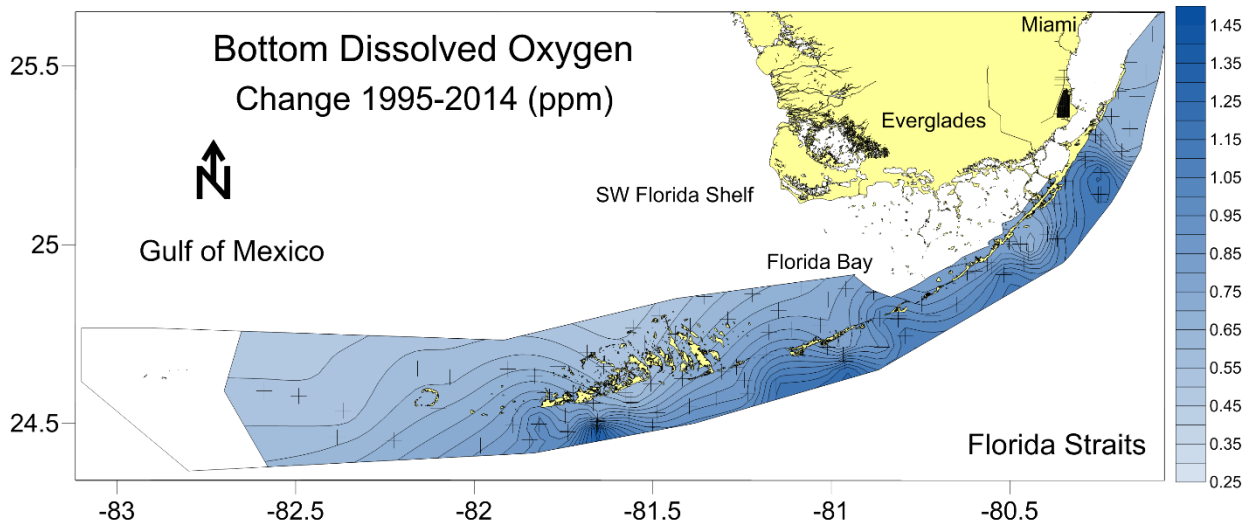 Bottom Dissolved Oxygen
Change 1995-2014 (ppm)
N
Miami
Everglades
SW Florida Shelf
Gulf of Mexico
Florida Bay
Florida Straits
25.5
25
24.5
-83
-82.5
-82
-81.5
-81
-80.5
1.45
1.35
1.25
1.15
1.05
0.95
0.85
0.75
0.65
0.55
0.45
0.35
0.25